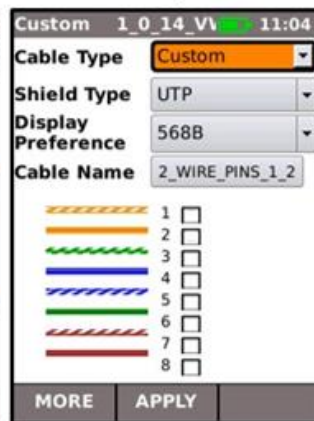 Custom 1_0_14_VV 11:04
Cable Type Custom
Shield Type UTP
Display Preference 568B
Cable Name 2_WIRE_PINS_1_2
1
2
3
4
5
6
7
8
MORE APPLY